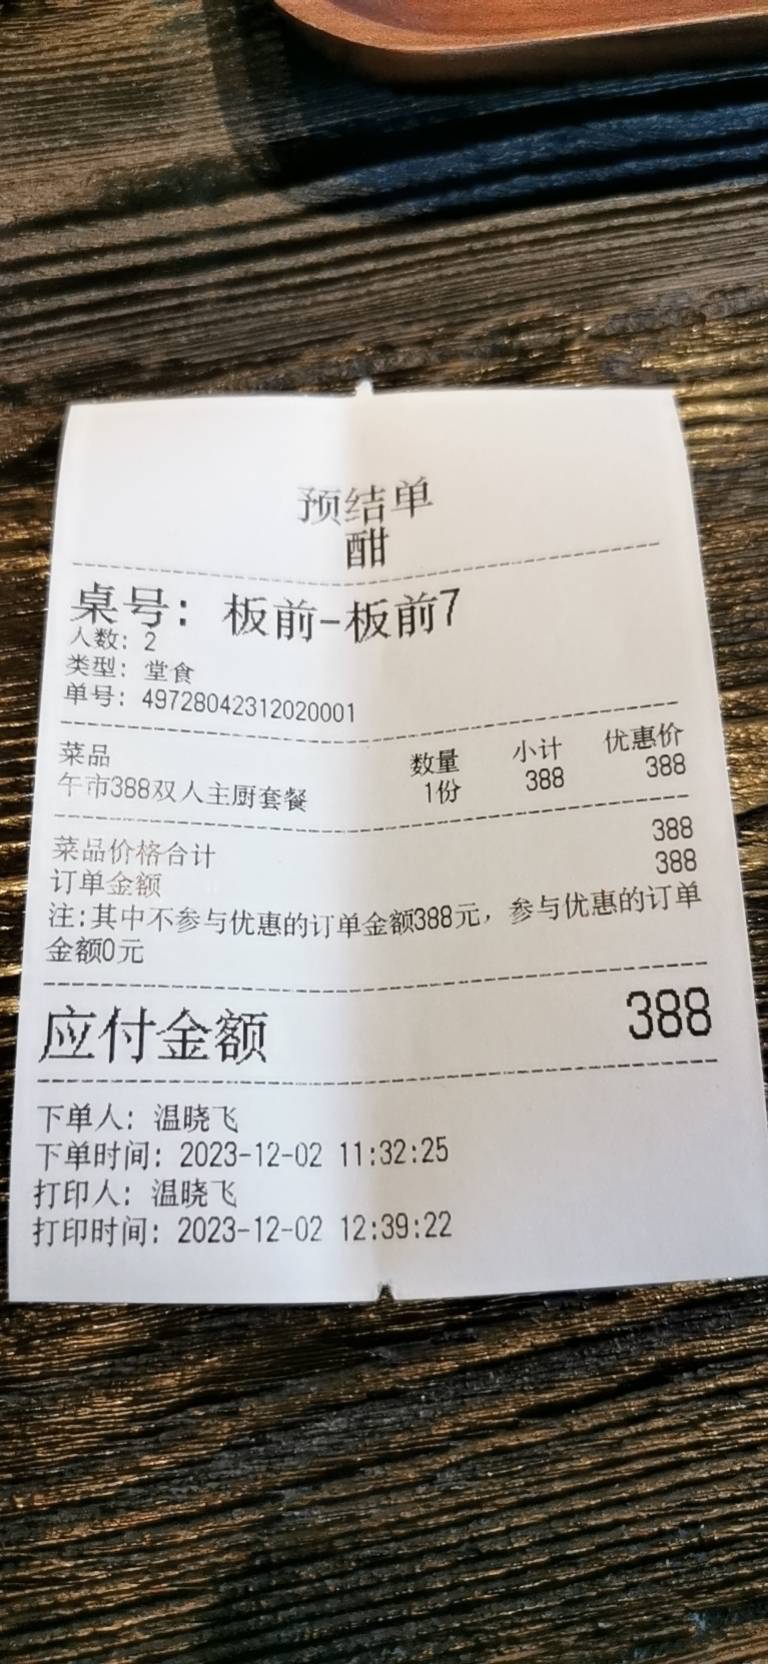 预结单
酣
桌号: 板前-板前7
人数: 2
类型: 堂食
单号: 49728042312020001
菜品 数量 小计 优惠价
午市388双人主厨套餐 1份 388 388
菜品价格合计 388
订单金额 388
注:其中不参与优惠的订单金额388元，参与优惠的订单
金额0元
应付金额 388
下单人: 温晓飞
下单时间: 2023-12-02 11:32:25
打印人: 温晓飞
打印时间: 2023-12-02 12:39:22